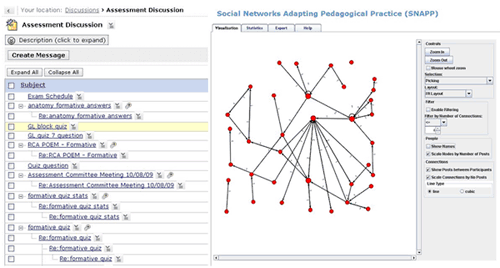 Your location: Discussions › Assessment Discussion
Assessment Discussion
Description (click to expand)
Create Message
Expand All Collapse All
Subject
Exam Schedule
anatomy formative answers
Re:anatomy formative answers
GL block quiz
GL quiz 7 question
RCA POEM - Formative
Re:RCA POEM - Formative
Quiz question
Assessment Committee Meeting 10/08/09
Re:Assessment Committee Meeting 10/08/09
formative quiz stats
Re:formative quiz stats
formative quiz
Re:formative quiz
Re:formative quiz
Re:formative quiz
Social Networks Adapting Pedagogical Practice (SNAPP)
Visualisation Statistics Export Help
Controls
Zoom In
Zoom Out
Mouse wheel zoom
Selection:
Picking
Layout:
FR Layout
Filter
Enable Filtering
Filter by Number of Connections:
People
Show Names
Scale Nodes by Number of Posts
Connections
Show Posts between Participants
Scale Connections by No Posts
Line Type
line cubic